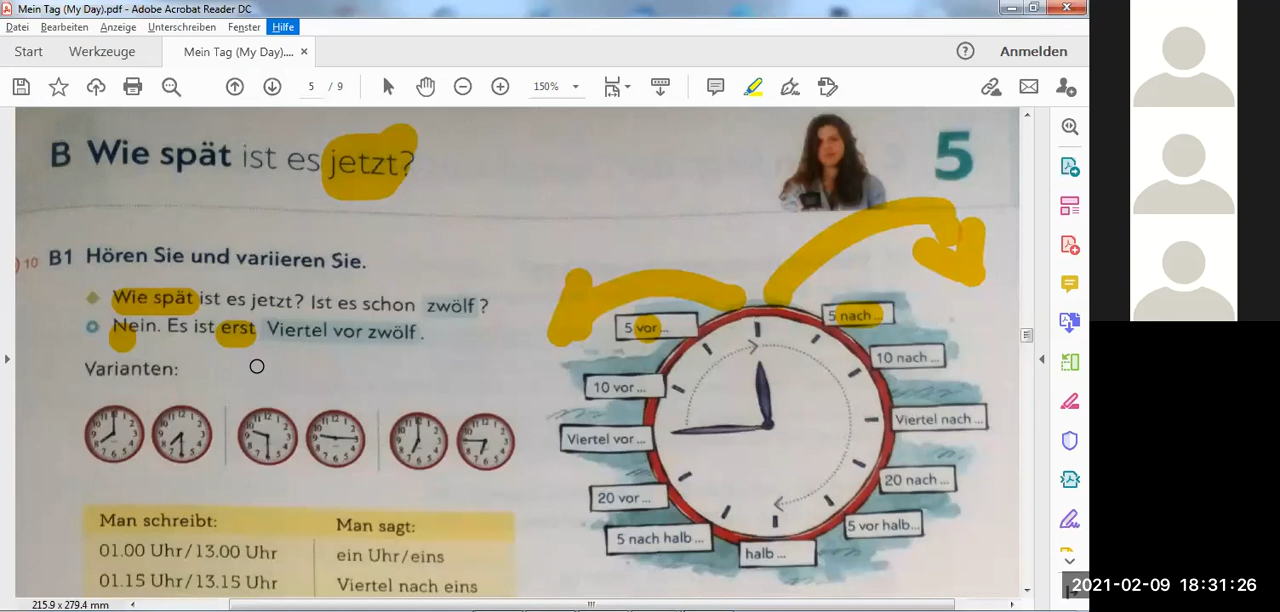 Mein Tag (My Day).pdf - Adobe Acrobat Reader DC
Datei Bearbeiten Anzeige Unterschreiben Fenster Hilfe
Start Werkzeuge Mein Tag (My Day).... × Anmelden
5 / 9 150%
B Wie spät ist es jetzt? 5
10 B1 Hören Sie und variieren Sie.
Wie spät ist es jetzt? Ist es schon zwölf?
Nein. Es ist erst Viertel vor zwölf.
Varianten:
5 vor ...
5 nach ...
10 vor ...
10 nach ...
Viertel vor ...
Viertel nach ...
20 vor ...
20 nach ...
5 nach halb ...
5 vor halb...
halb ...
Man schreibt: Man sagt:
01.00 Uhr/13.00 Uhr ein Uhr/eins
01.15 Uhr/13.15 Uhr Viertel nach eins
215.9 x 279.4 mm
2021-02-09 18:31:26